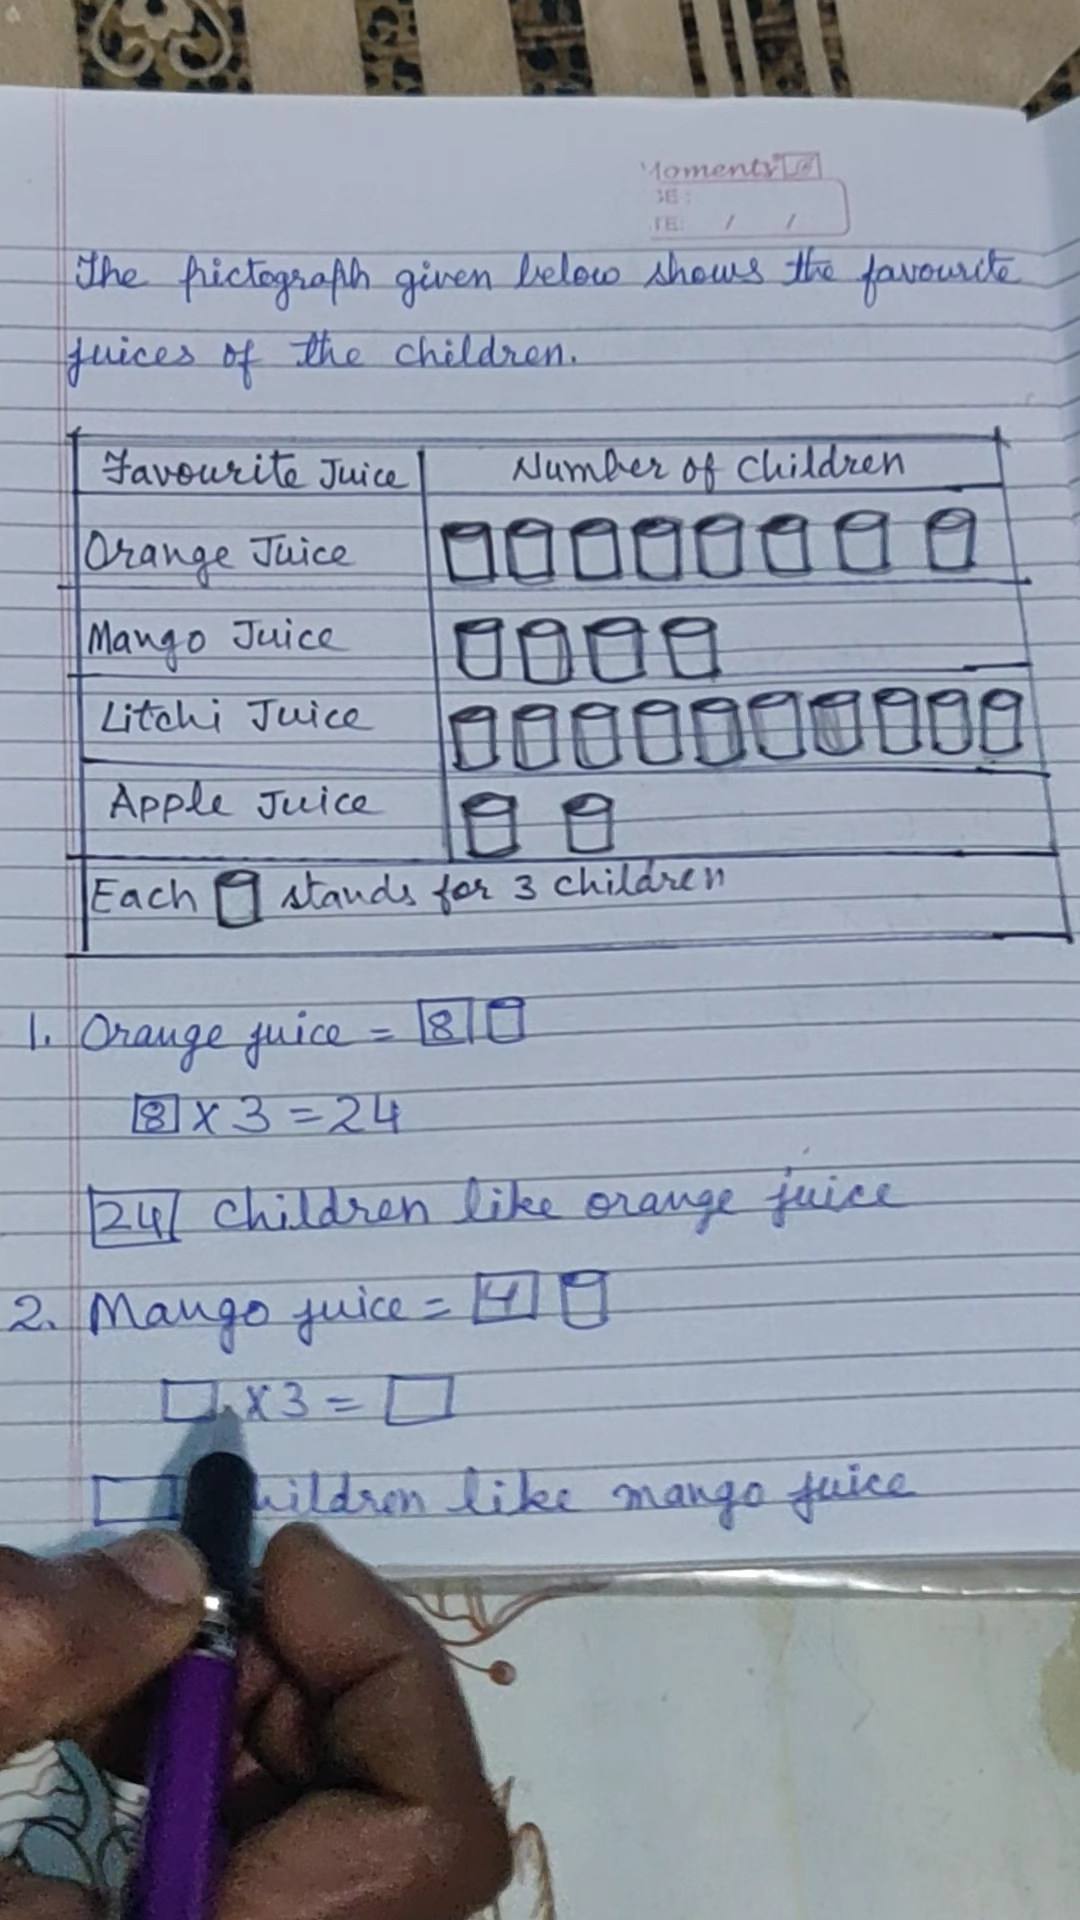 Moments
TE: / /
The pictograph given below shows the favourite
juices of the children.
Favourite Juice Number of children
Orange Juice
Mango Juice
Litchi Juice
Apple Juice
Each stands for 3 children
1. Orange juice = 8
8 x 3 = 24
24 children like orange juice
2. Mango juice = 4
x 3 =
children like mango juice